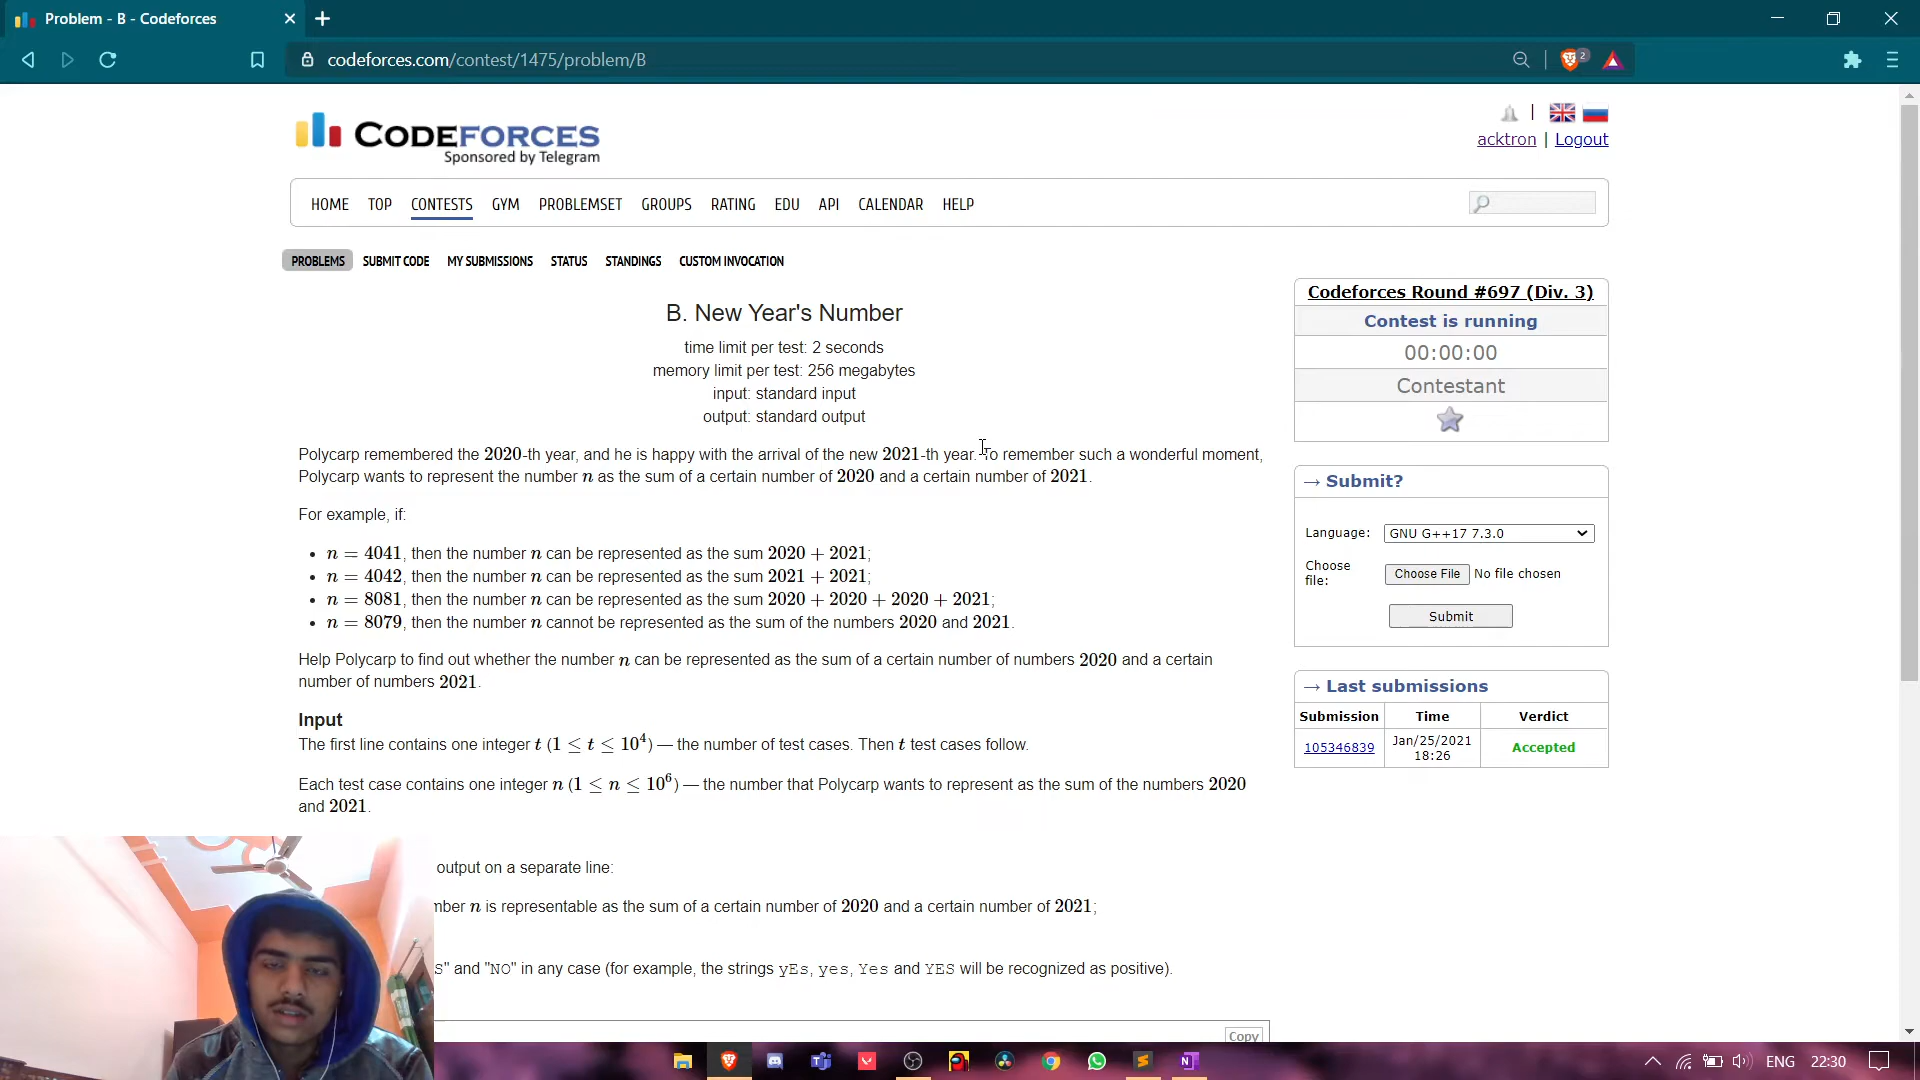 Problem - B - Codeforces
codeforces.com/contest/1475/problem/B
2
CODEFORCES
Sponsored by Telegram
acktron | Logout
HOME TOP CONTESTS GYM PROBLEMSET GROUPS RATING EDU API CALENDAR HELP
PROBLEMS SUBMIT CODE MY SUBMISSIONS STATUS STANDINGS CUSTOM INVOCATION
B. New Year's Number
time limit per test: 2 seconds
memory limit per test: 256 megabytes
input: standard input
output: standard output
Polycarp remembered the 2020-th year, and he is happy with the arrival of the new 2021-th year. To remember such a wonderful moment,
Polycarp wants to represent the number n as the sum of a certain number of 2020 and a certain number of 2021.
For example, if:
• n = 4041, then the number n can be represented as the sum 2020 + 2021;
• n = 4042, then the number n can be represented as the sum 2021 + 2021;
• n = 8081, then the number n can be represented as the sum 2020 + 2020 + 2020 + 2021;
• n = 8079, then the number n cannot be represented as the sum of the numbers 2020 and 2021.
Help Polycarp to find out whether the number n can be represented as the sum of a certain number of numbers 2020 and a certain
number of numbers 2021.
Input
The first line contains one integer t (1 ≤ t ≤ 10⁴) — the number of test cases. Then t test cases follow.
Each test case contains one integer n (1 ≤ n ≤ 10⁶) — the number that Polycarp wants to represent as the sum of the numbers 2020
and 2021.
output on a separate line:
mber n is representable as the sum of a certain number of 2020 and a certain number of 2021;
S" and "NO" in any case (for example, the strings yEs, yes, Yes and YES will be recognized as positive).
Copy
Codeforces Round #697 (Div. 3)
Contest is running
00:00:00
Contestant
→ Submit?
Language: GNU G++17 7.3.0
Choose
file: Choose File No file chosen
Submit
→ Last submissions
Submission Time Verdict
105346839 Jan/25/2021
18:26 Accepted
ENG 22:30